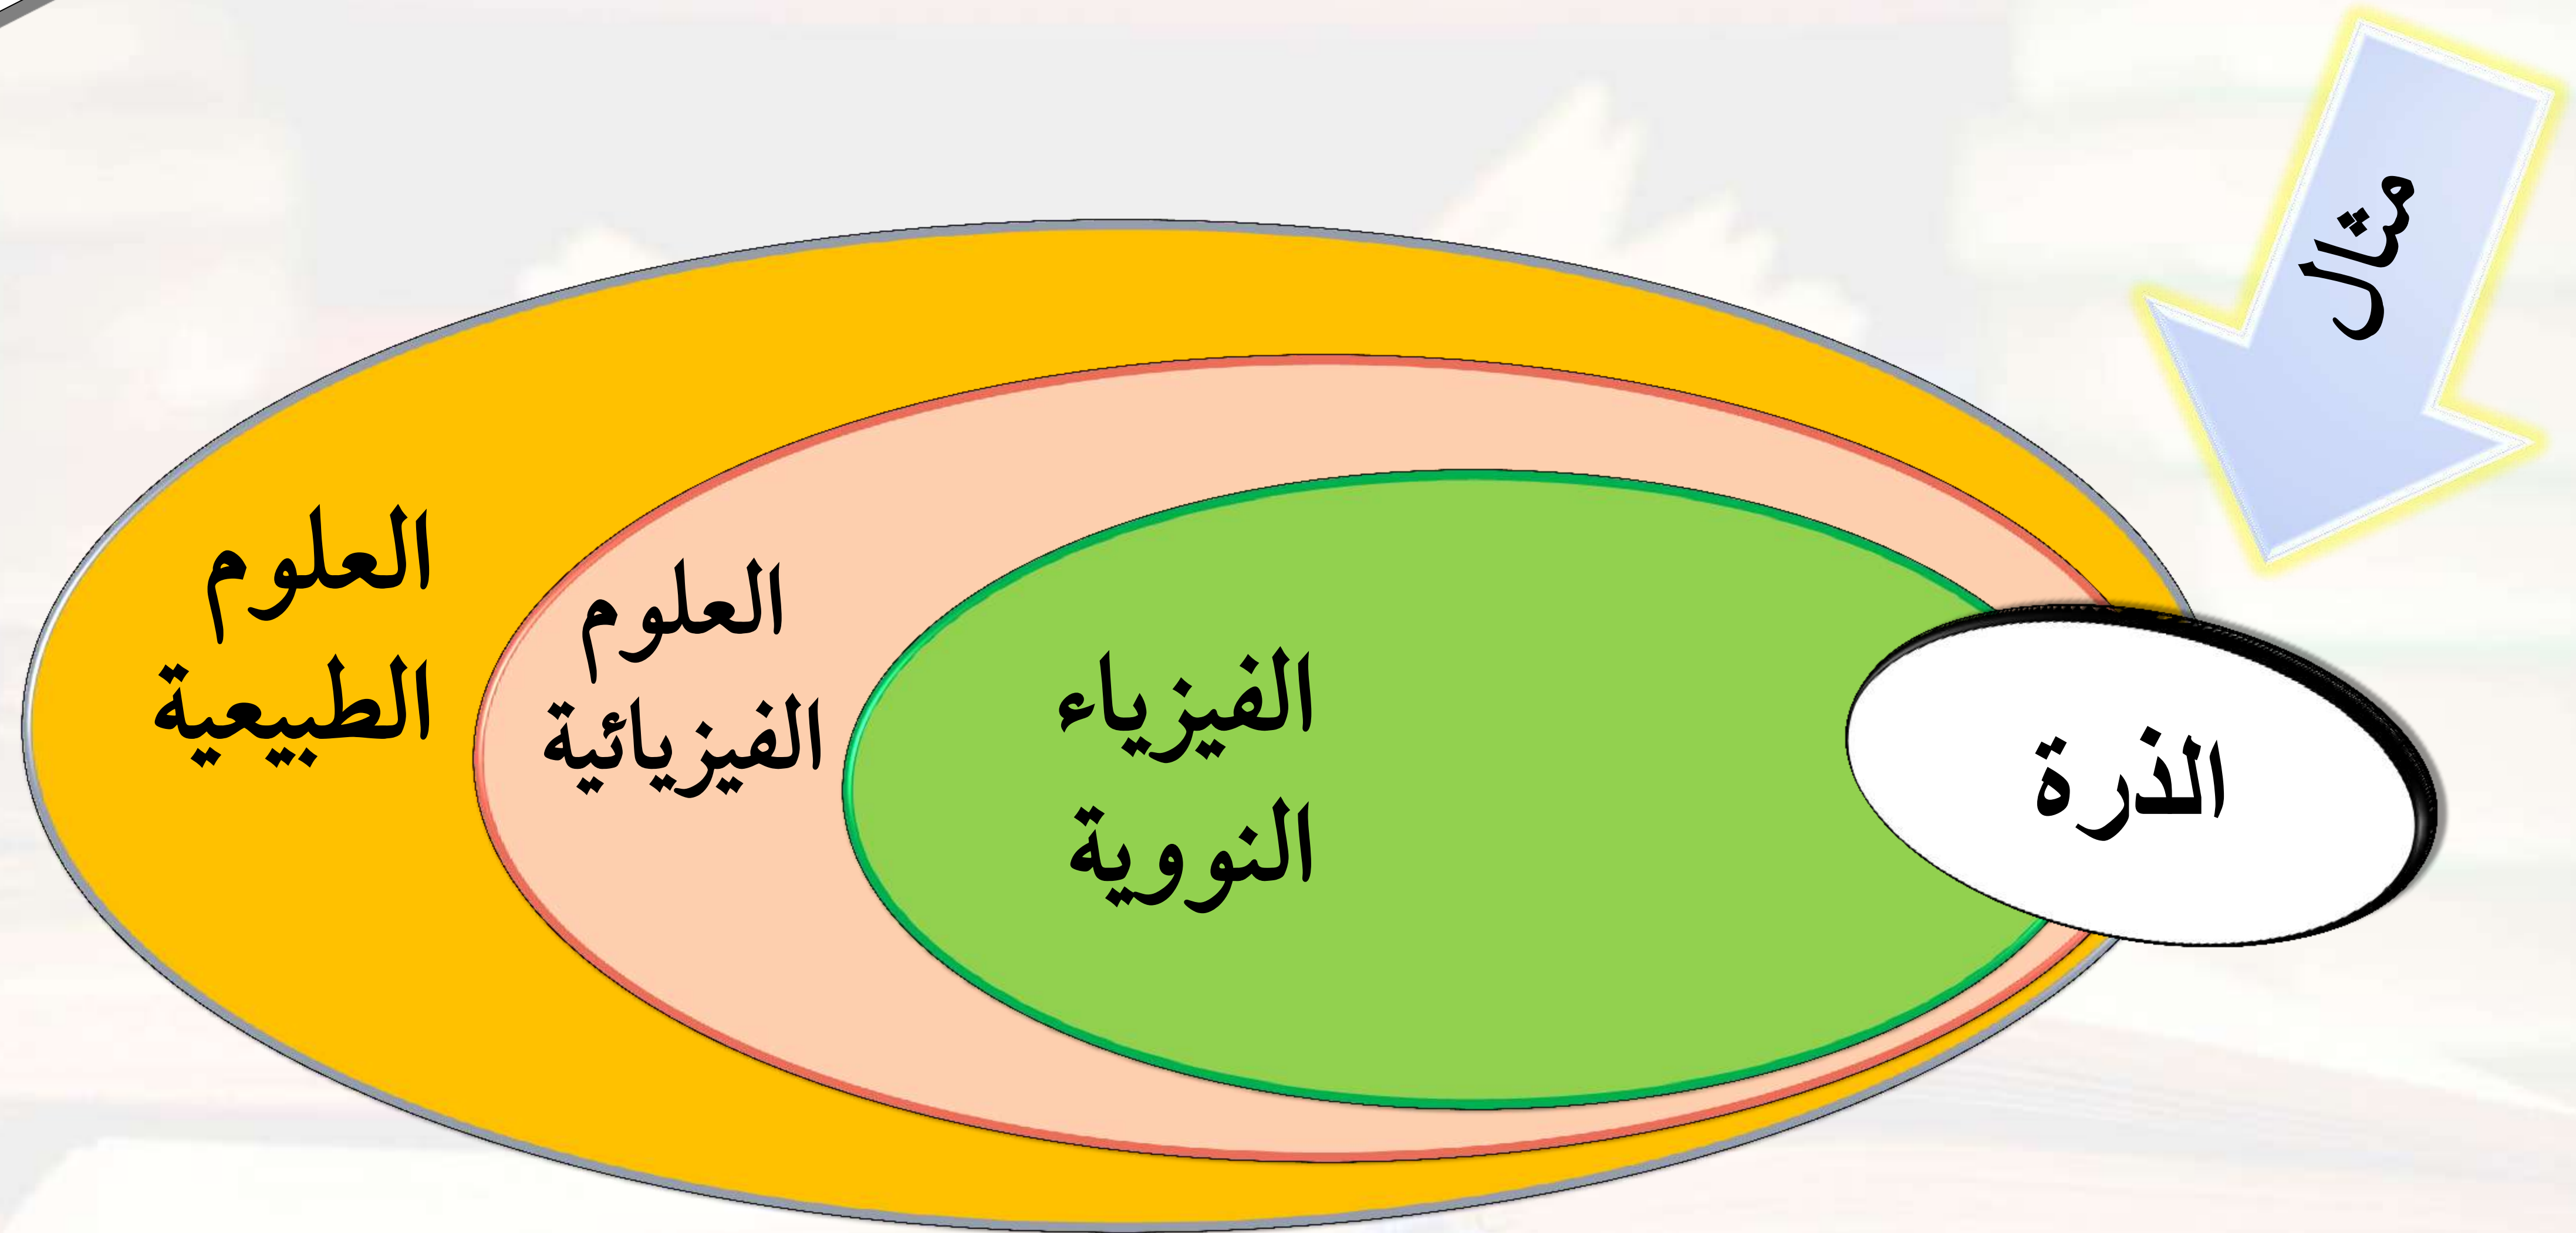 مثال
العلوم
الطبيعية
العلوم
الفيزيائية
الفيزياء
النووية
الذرة